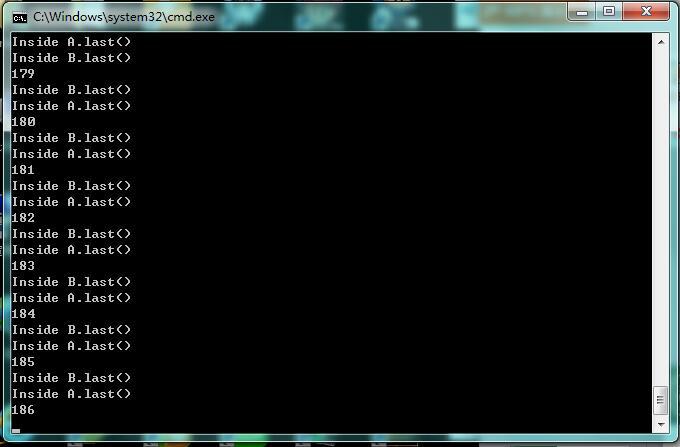 C:\Windows\system32\cmd.exe
Inside A.last()
Inside B.last()
179
Inside B.last()
Inside A.last()
180
Inside B.last()
Inside A.last()
181
Inside B.last()
Inside A.last()
182
Inside B.last()
Inside A.last()
183
Inside B.last()
Inside A.last()
184
Inside B.last()
Inside A.last()
185
Inside B.last()
Inside A.last()
186